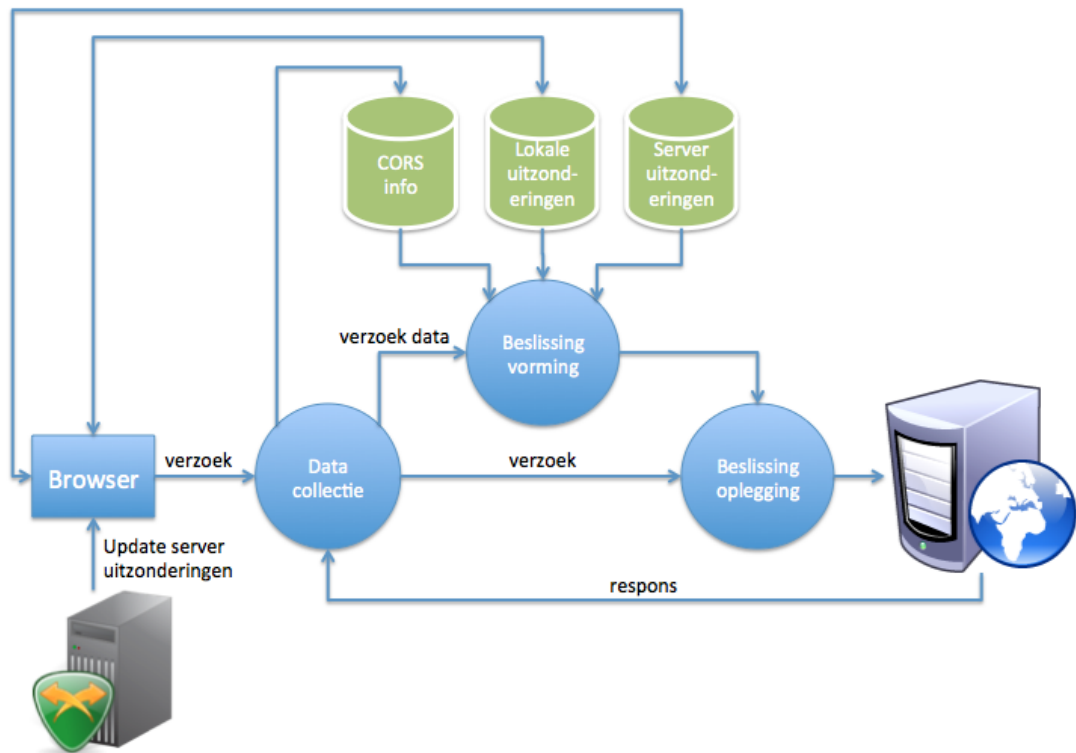 CORS
info
Lokale
uitzond-
eringen
Server
uitzond-
eringen
verzoek data
Beslissing
vorming
Browser
verzoek
Data
collectie
verzoek
Beslissing
oplegging
Update server
uitzonderingen
respons